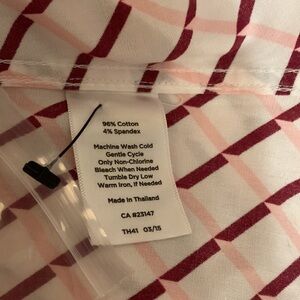 96% Cotton
4% Spandex
Machine Wash Cold
Gentle Cycle
Only Non-Chlorine
Bleach When Needed
Tumble Dry Low
Warm Iron, If Needed
Made in Thailand
CA #23147
TH41 03/15